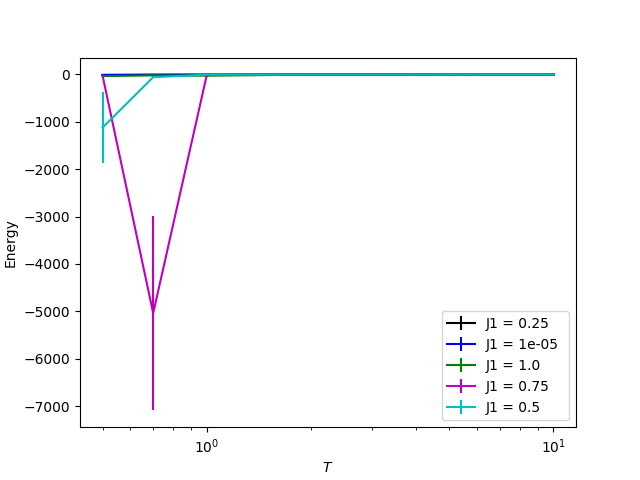 0
−1000
−2000
−3000
−4000
−5000
−6000
−7000
Energy
10⁰
10¹
T
J1 = 0.25
J1 = 1e-05
J1 = 1.0
J1 = 0.75
J1 = 0.5